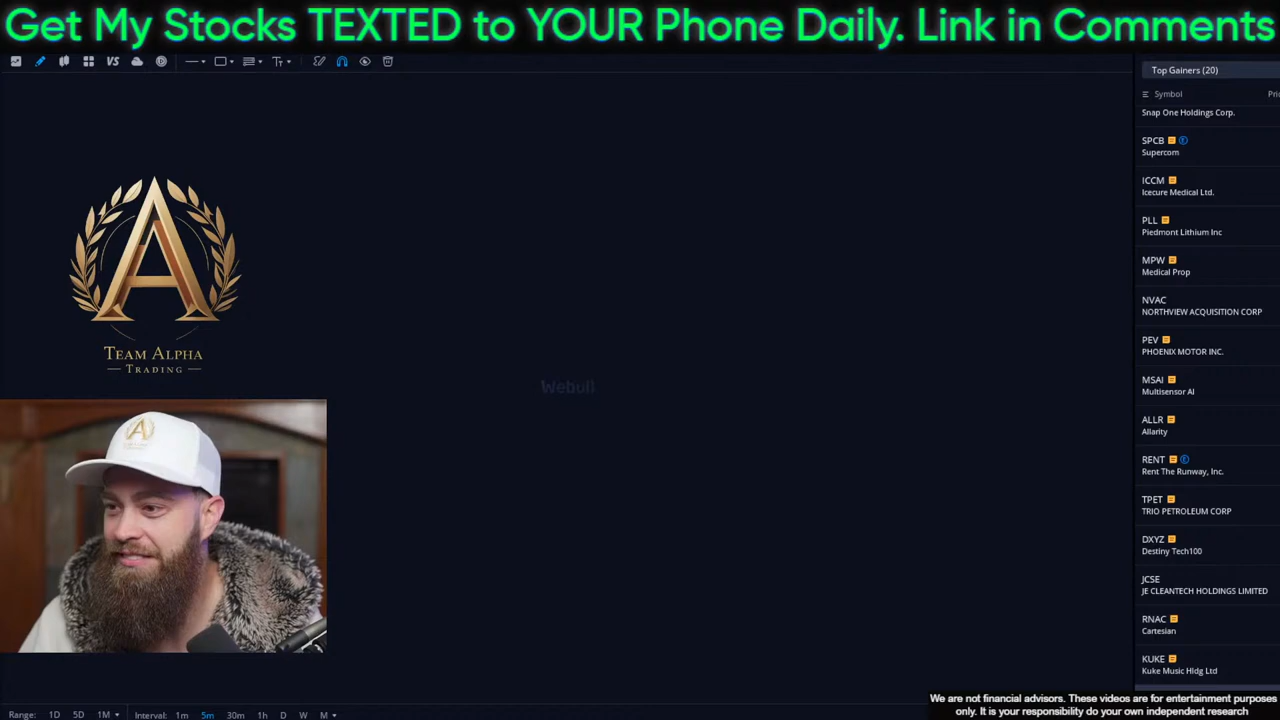 Get My Stocks TEXTED to YOUR Phone Daily. Link in Comments
VS
Top Gainers (20)
Symbol
Snap One Holdings Corp.
SPCB
Supercom
ICCM
Icecure Medical Ltd.
PLL
Piedmont Lithium Inc
MPW
Medical Prop
NVAC
NORTHVIEW ACQUISITION CORP
PEV
PHOENIX MOTOR INC.
MSAI
Multisensor AI
ALLR
Allarity
RENT
Rent The Runway, Inc.
TPET
TRIO PETROLEUM CORP
DXYZ
Destiny Tech100
JCSE
JE CLEANTECH HOLDINGS LIMITED
RNAC
Cartesian
KUKE
Kuke Music Hldg Ltd
TEAM ALPHA
TRADING
Webull
Range: 1D 5D 1M Interval: 1m 5m 30m 1h D W M
We are not financial advisors. These videos are for entertainment purposes
only. It is your responsibility do your own independent research